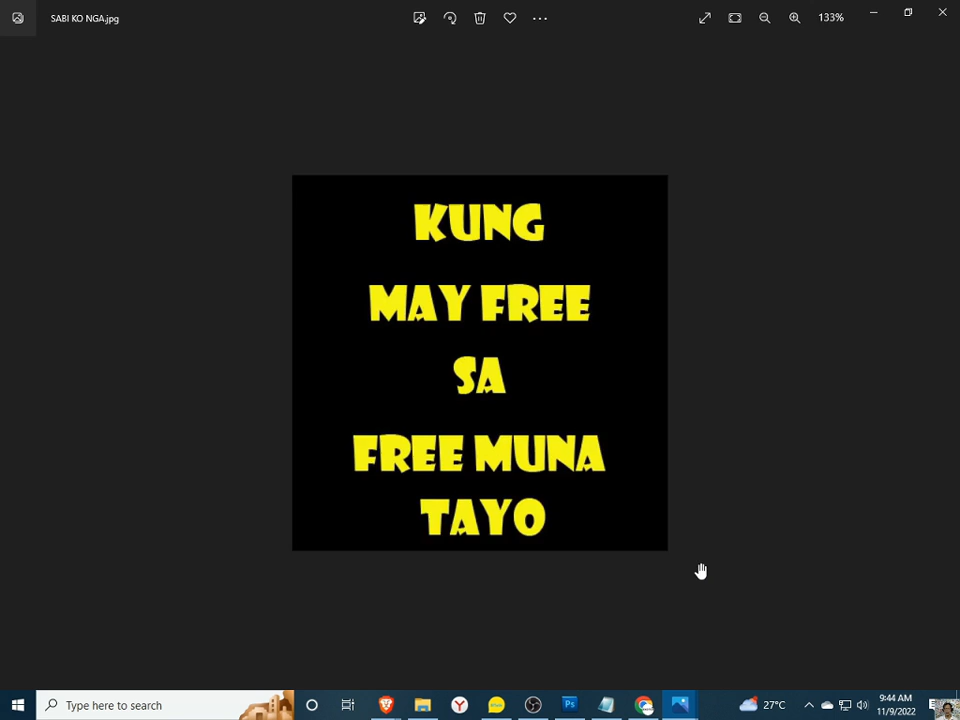 SABI KO NGA.jpg
133%
KUNG
MAY FREE
SA
FREE MUNA
TAYO
Type here to search
27°C
9:44 AM
11/9/2022